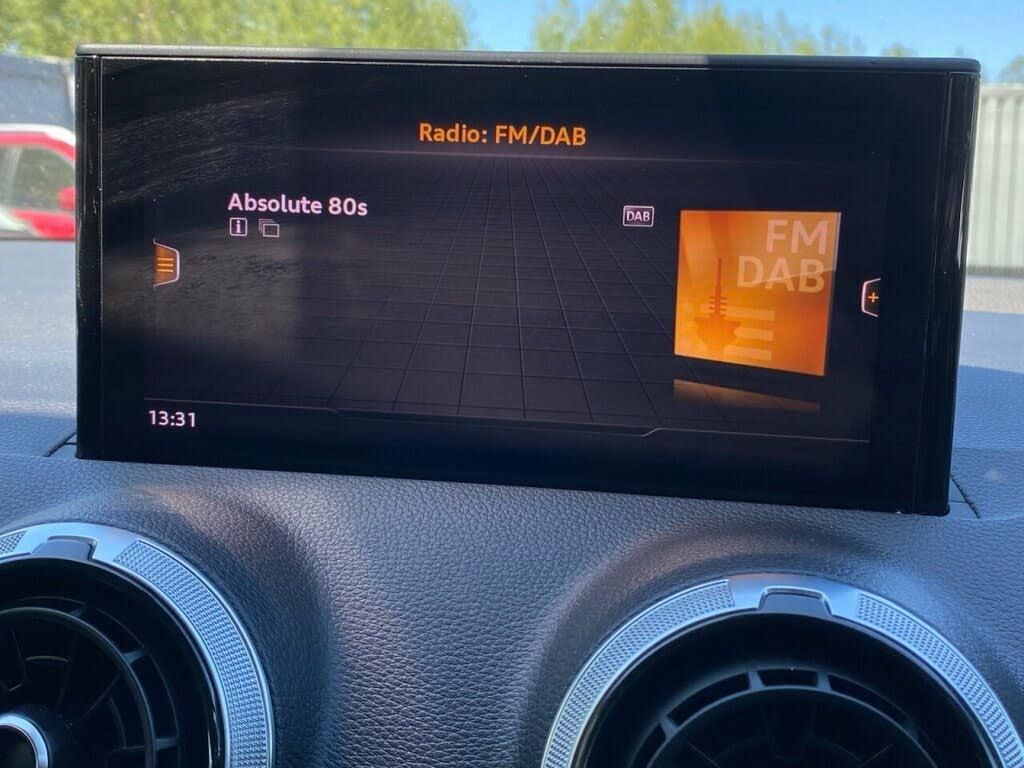 Radio: FM/DAB
Absolute 80s
DAB
FM
DAB
13:31